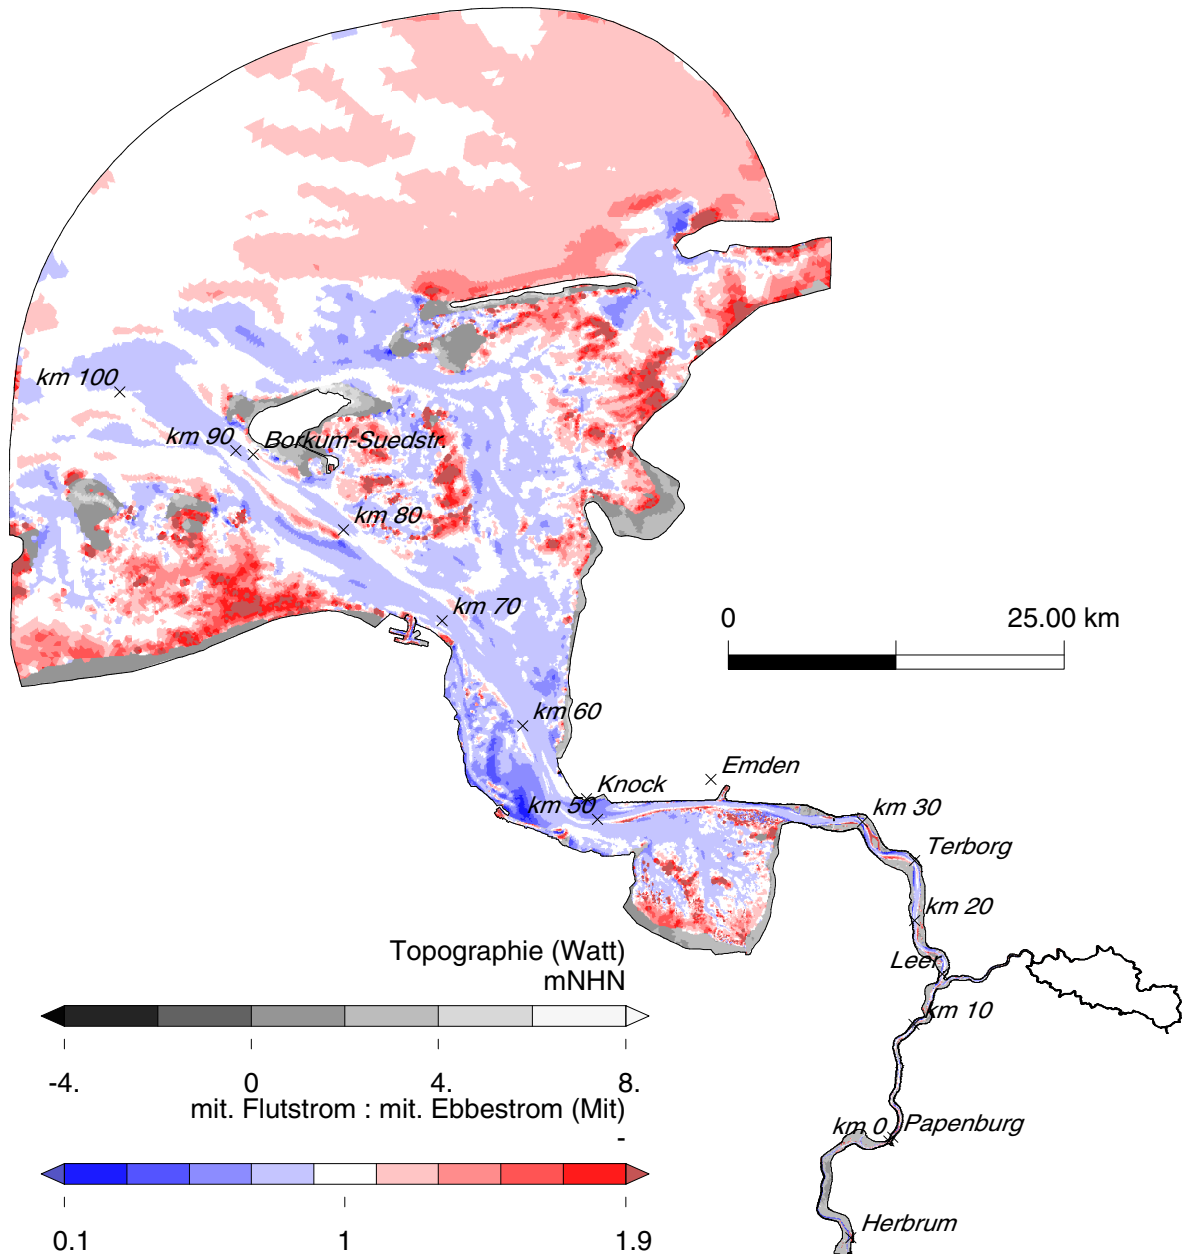 km 100
km 90
Borkum-Suedstr.
km 80
km 70
0
25.00 km
km 60
Emden
Knock
km 50
km 30
Terborg
km 20
Leer
km 10
Topographie (Watt)
mNHN
-4.
0
4.
8.
mit. Flutstrom : mit. Ebbestrom (Mit)
-
0.1
1
1.9
km 0
Papenburg
Herbrum